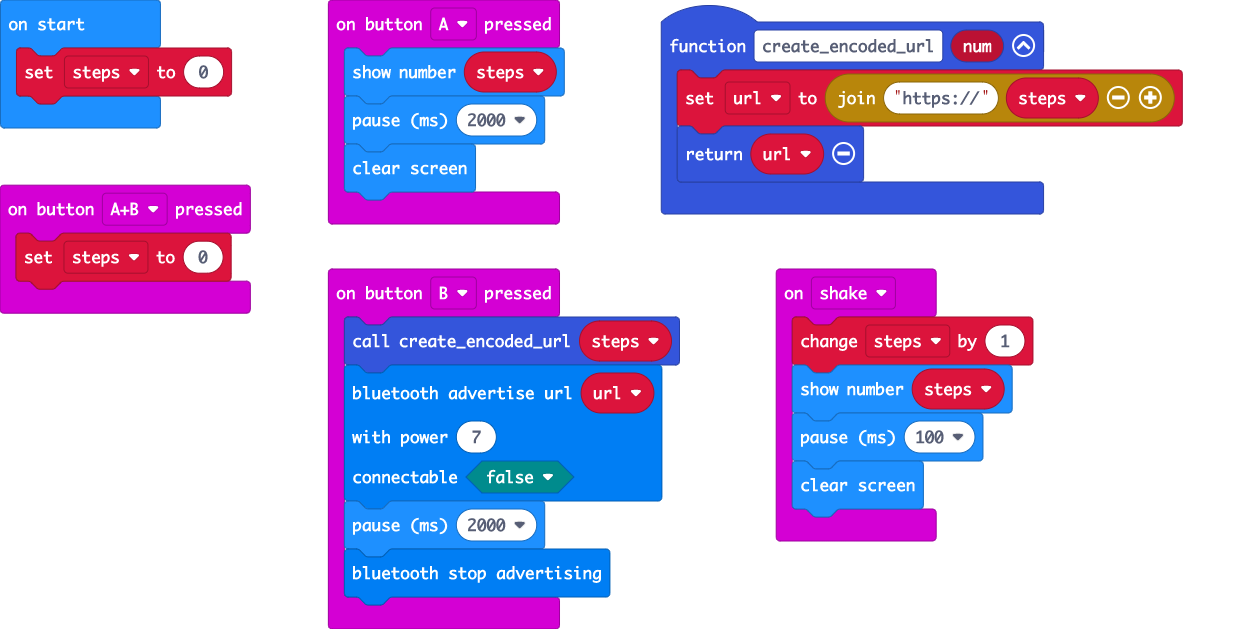 on start
set steps to 0
on button A+B pressed
set steps to 0
on button A pressed
show number steps
pause (ms) 2000
clear screen
on button B pressed
call create_encoded_url steps
bluetooth advertise url url
with power 7
connectable false
pause (ms) 2000
bluetooth stop advertising
function create_encoded_url num
set url to join "https://" steps
return url
on shake
change steps by 1
show number steps
pause (ms) 100
clear screen